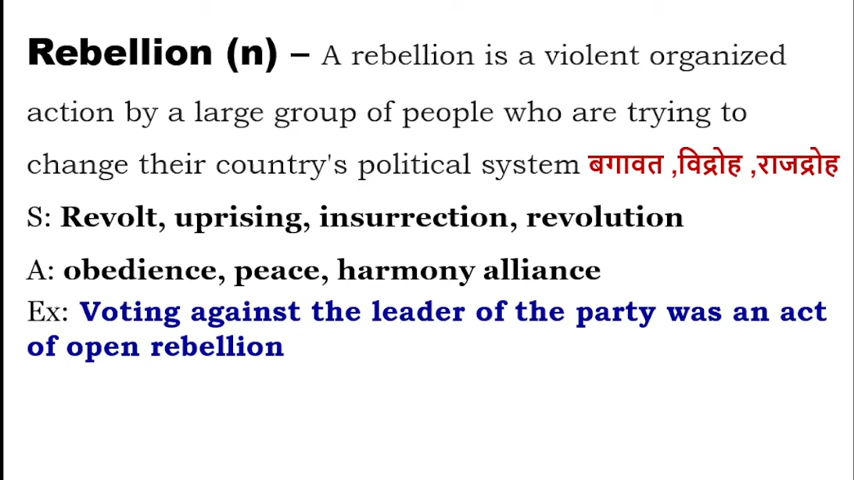 Rebellion (n) – A rebellion is a violent organized
action by a large group of people who are trying to
change their country's political system बगावत ,विद्रोह ,राजद्रोह
S: Revolt, uprising, insurrection, revolution
A: obedience, peace, harmony alliance
Ex: Voting against the leader of the party was an act
of open rebellion